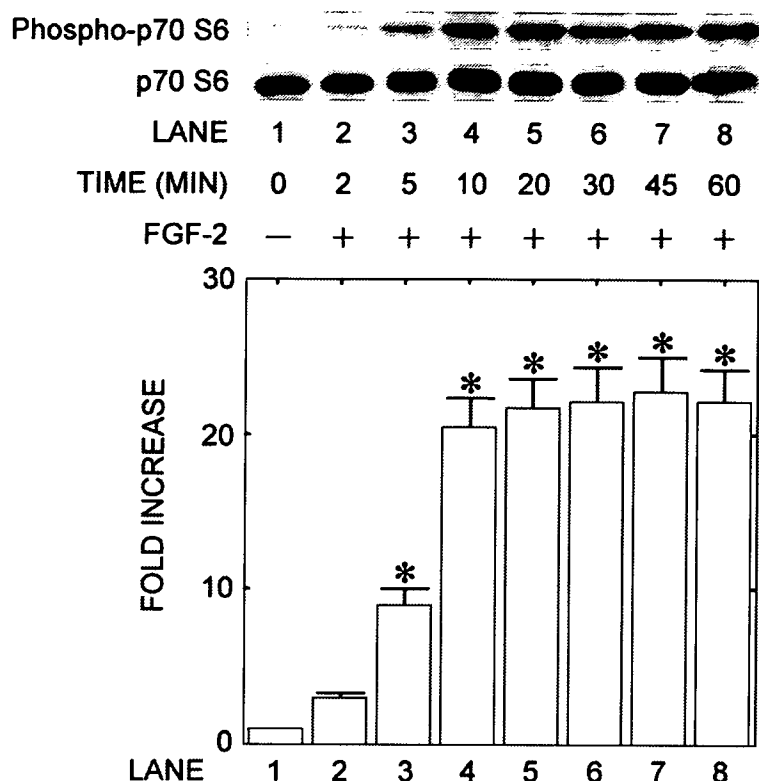 Phospho-p70 S6
p70 S6
LANE 1 2 3 4 5 6 7 8
TIME (MIN) 0 2 5 10 20 30 45 60
FGF-2 — + + + + + + +
30
20
10
0
FOLD INCREASE
* * * * * *
LANE 1 2 3 4 5 6 7 8